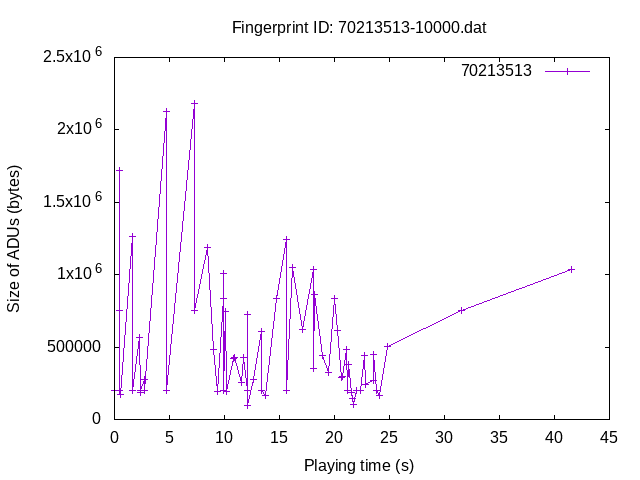 Fingerprint ID: 70213513-10000.dat
70213513
2.5x10^6
2x10^6
1.5x10^6
1x10^6
500000
0
Size of ADUs (bytes)
0 5 10 15 20 25 30 35 40 45
Playing time (s)